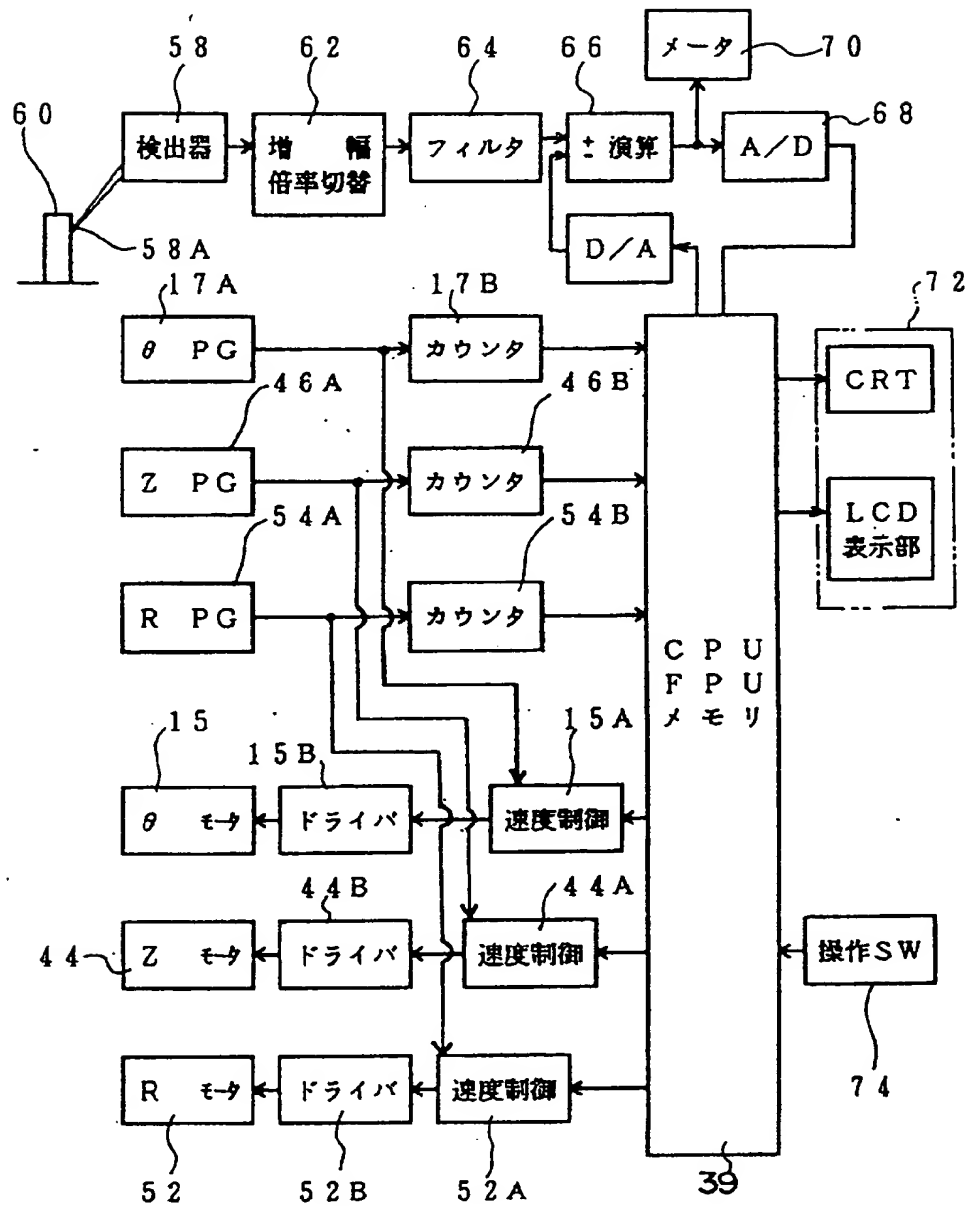 58
62
64
66
メータ
70
60
検出器
増 幅
倍率切替
フィルタ
±
- 演算
A/D
68
58A
D/A
17A
17B
72
θ PG
カウンタ
CRT
46A
46B
Z PG
カウンタ
LCD
表示部
54A
54B
R PG
カウンタ
CPU
FPU
メモリ
15
15B
15A
θ モータ
ドライバ
速度制御
44B
44A
44
Z モータ
ドライバ
速度制御
操作SW
74
R モータ
ドライバ
速度制御
52
52B
52A
39